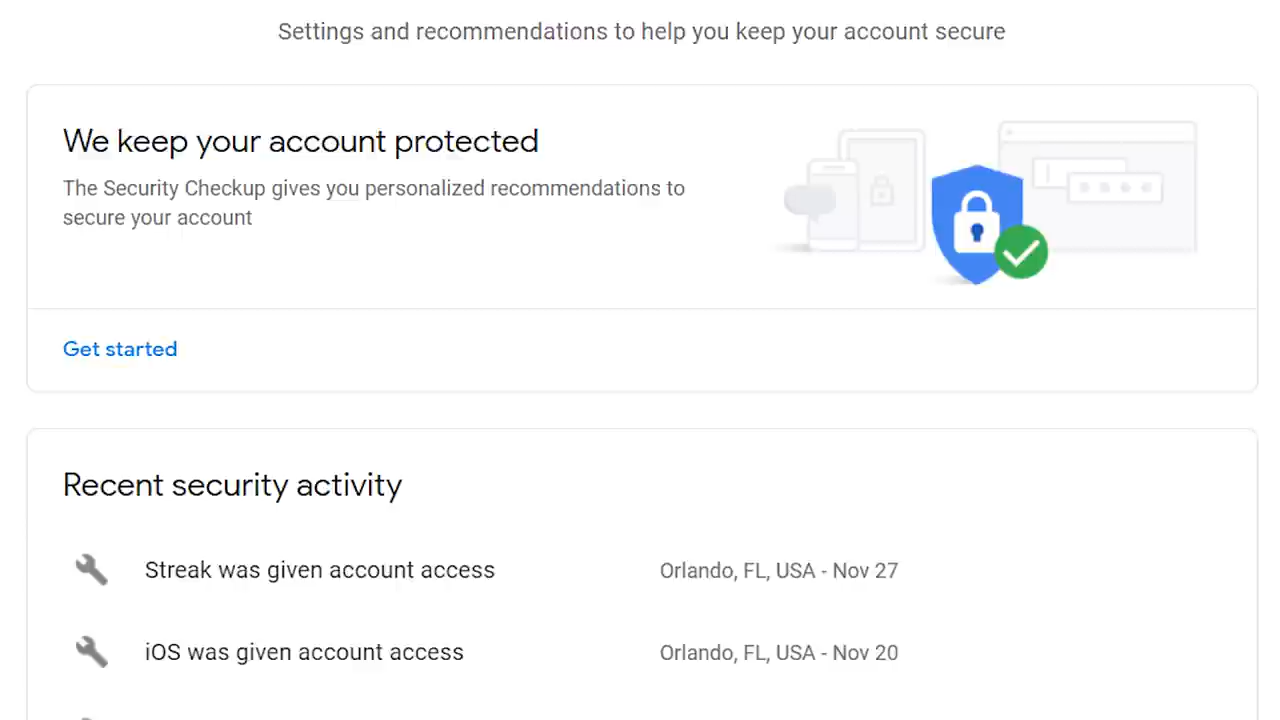 Settings and recommendations to help you keep your account secure
We keep your account protected
The Security Checkup gives you personalized recommendations to
secure your account
Get started
Recent security activity
Streak was given account access Orlando, FL, USA - Nov 27
iOS was given account access Orlando, FL, USA - Nov 20